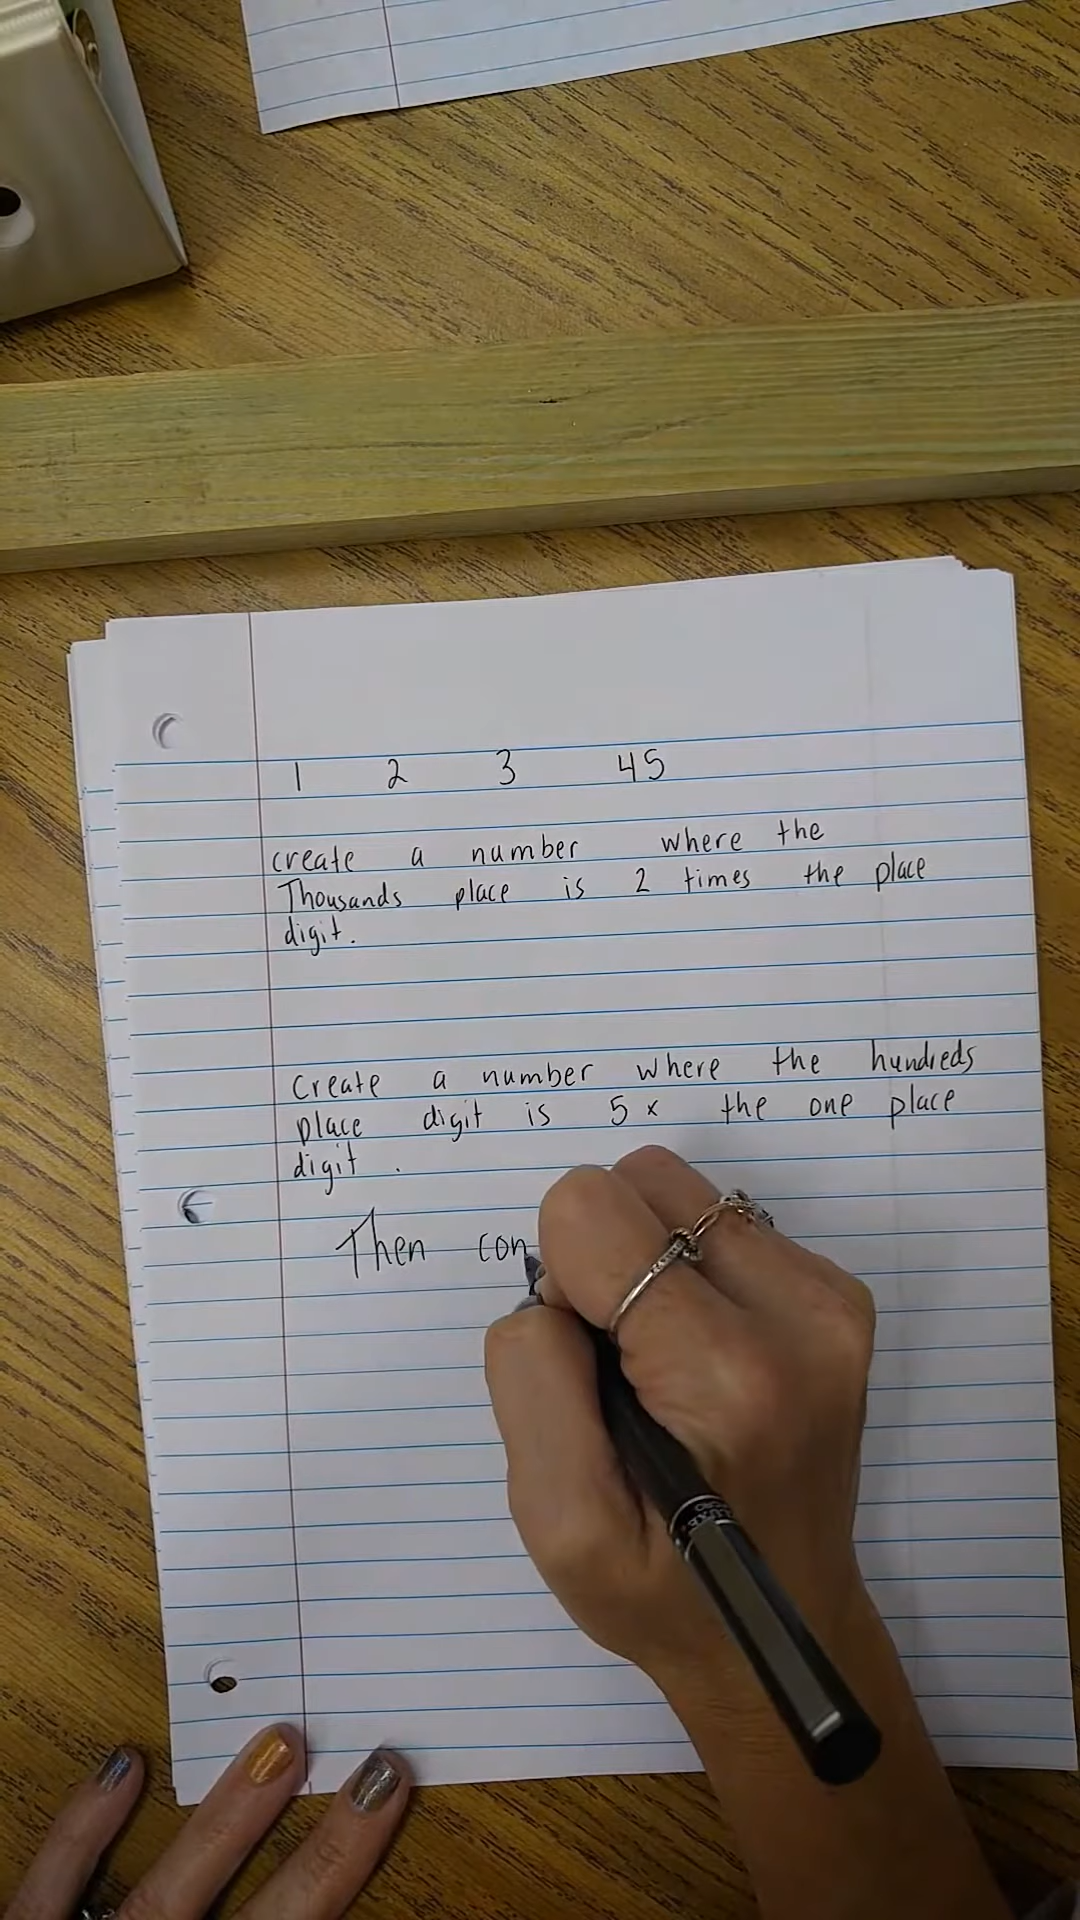 1 2 3 45
create a number where the
Thousands place is 2 times the place
digit.
Create a number where the hundreds
place digit is 5 x the one place
digit .
Then con